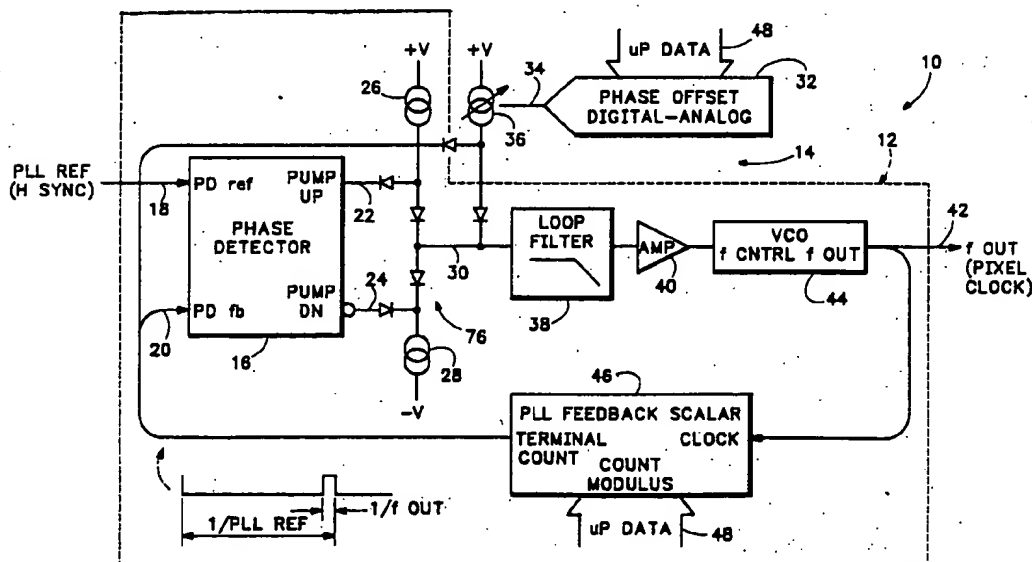 48
uP DATA
+V
+V
26
34
32
10
36
PHASE OFFSET
DIGITAL-ANALOG
14
12
PLL REF
(H SYNC)
18
PD ref
PUMP
UP
22
PHASE
DETECTOR
LOOP
FILTER
AMP
VCO
f CNTRL f OUT
42
f OUT
(PIXEL
CLOCK)
30
40
44
38
PUMP
DN
24
PD fb
20
16
76
28
-V
46
PLL FEEDBACK SCALAR
TERMINAL
COUNT
CLOCK
COUNT
MODULUS
1/f OUT
1/PLL REF
uP DATA
48